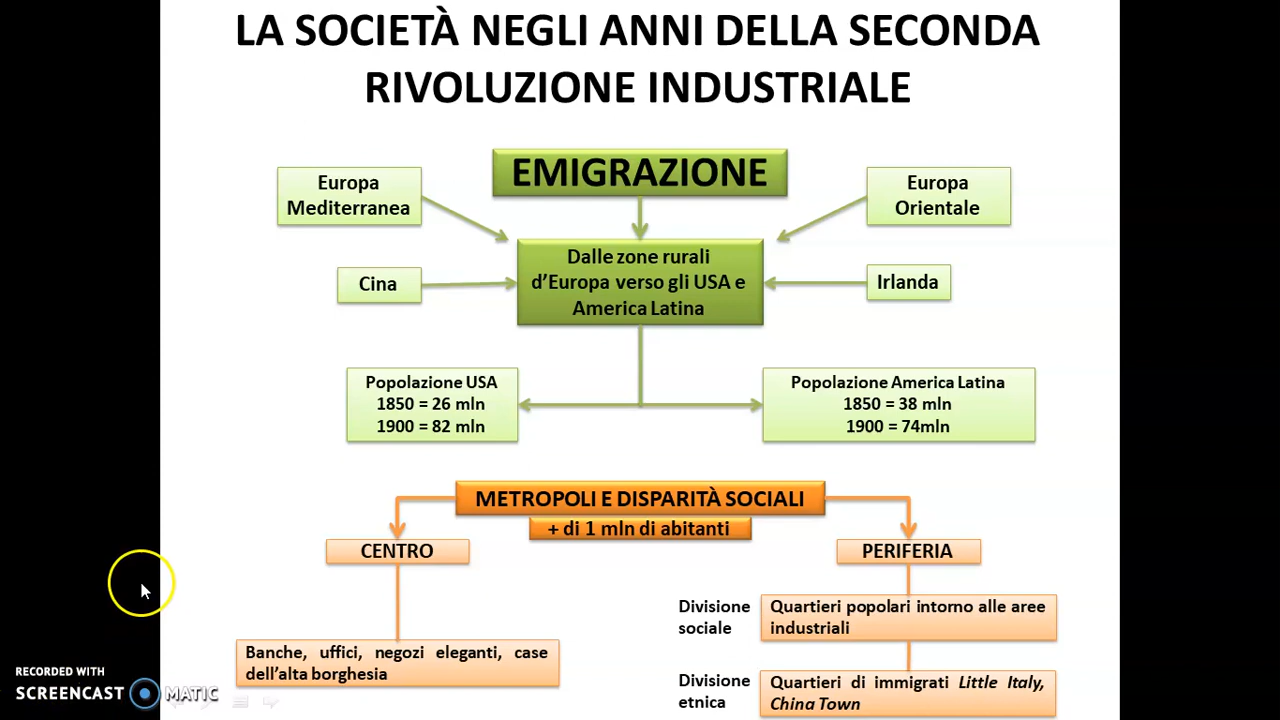 LA SOCIETÀ NEGLI ANNI DELLA SECONDA
RIVOLUZIONE INDUSTRIALE
EMIGRAZIONE
Europa
Mediterranea
Europa
Orientale
Dalle zone rurali
d'Europa verso gli USA e
America Latina
Cina
Irlanda
Popolazione USA
1850 = 26 mln
1900 = 82 mln
Popolazione America Latina
1850 = 38 mln
1900 = 74mln
METROPOLI E DISPARITÀ SOCIALI
+ di 1 mln di abitanti
CENTRO
PERIFERIA
Banche, uffici, negozi eleganti, case
dell'alta borghesia
Divisione
sociale
Quartieri popolari intorno alle aree
industriali
Divisione
etnica
Quartieri di immigrati Little Italy,
China Town
RECORDED WITH
SCREENCAST MATIC